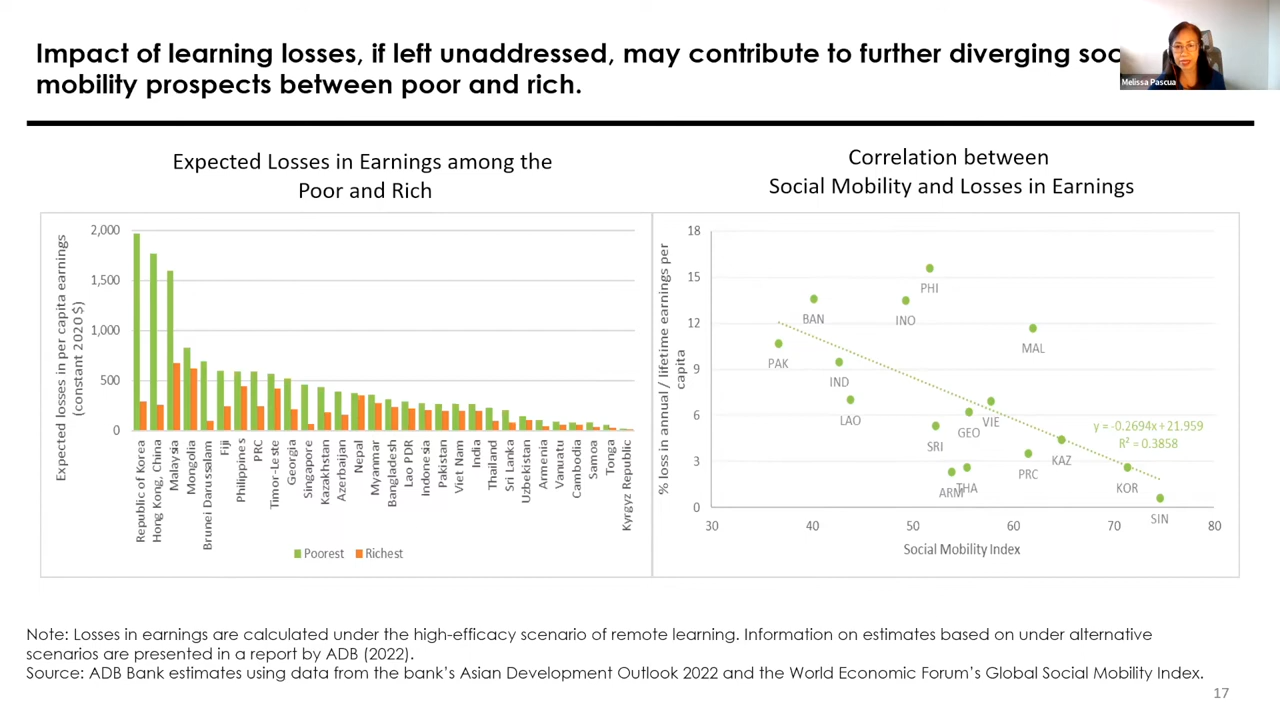 Impact of learning losses, if left unaddressed, may contribute to further diverging
mobility prospects between poor and rich.
Melissa Pascua
Expected Losses in Earnings among the
Poor and Rich
Expected losses in per capita earnings
(constant 2020 $)
2,000
1,500
1,000
500
0
Republic of Korea
Hong Kong, China
Malaysia
Mongolia
Brunei Darussalam
Fiji
Philippines
PRC
Timor-Leste
Georgia
Singapore
Kazakhstan
Azerbaijan
Nepal
Myanmar
Bangladesh
Lao PDR
Indonesia
Pakistan
Viet Nam
India
Thailand
Sri Lanka
Uzbekistan
Armenia
Vanuatu
Cambodia
Samoa
Tonga
Kyrgyz Republic
Poorest
Richest
Correlation between
Social Mobility and Losses in Earnings
% loss in annual / lifetime earnings per
capita
18
15
12
9
6
3
0
PHI
BAN
INO
MAL
PAK
IND
LAO
VIE
GEO
SRI
y = -0.2694x + 21.959
R² = 0.3858
KAZ
PRC
THA
ARM
KOR
SIN
30 40 50 60 70 80
Social Mobility Index
Note: Losses in earnings are calculated under the high-efficacy scenario of remote learning. Information on estimates based on under alternative
scenarios are presented in a report by ADB (2022).
Source: ADB Bank estimates using data from the bank's Asian Development Outlook 2022 and the World Economic Forum's Global Social Mobility Index.
17